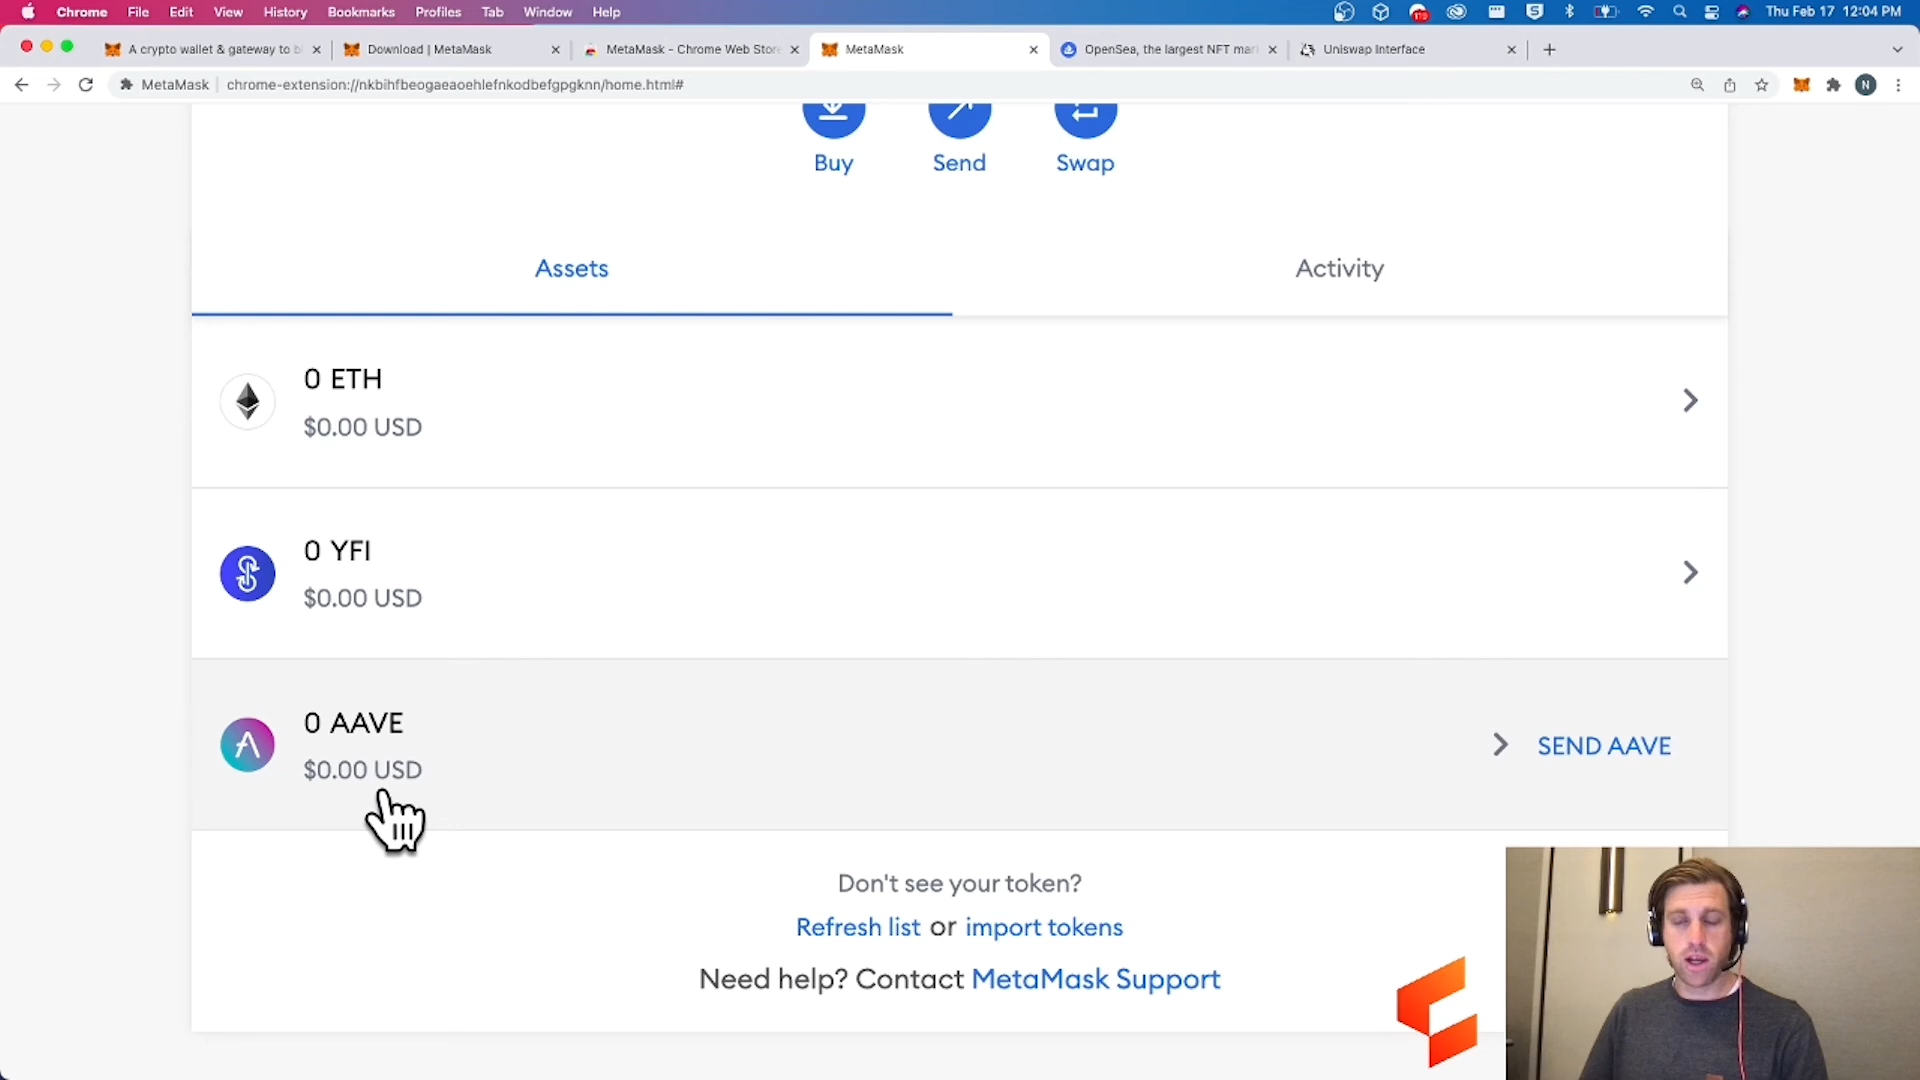 Chrome File Edit View History Bookmarks Profiles Tab Window Help Thu Feb 17 12:04 PM
A crypto wallet & gateway to b Download | MetaMask MetaMask - Chrome Web Store MetaMask OpenSea, the largest NFT mar Uniswap Interface
MetaMask chrome-extension://nkbihfbeogaeaoehlefnkodbefgpgknn/home.html# N
Buy Send Swap
Assets Activity
0 ETH
$0.00 USD
0 YFI
$0.00 USD
0 AAVE
$0.00 USD
SEND AAVE
Don't see your token?
Refresh list or import tokens
Need help? Contact MetaMask Support